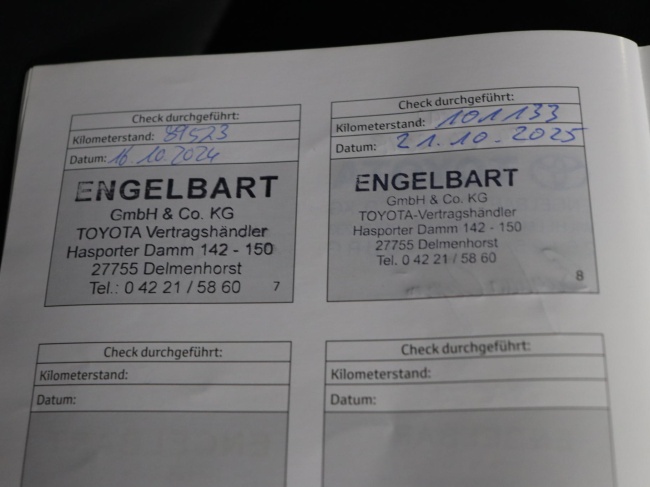 Check durchgeführt:
Kilometerstand: 89523
Datum: 16.10.2024
ENGELBART
GmbH & Co. KG
TOYOTA Vertragshändler
Hasporter Damm 142 - 150
27755 Delmenhorst
Tel.: 0 42 21 / 58 60
7
Check durchgeführt:
Kilometerstand: 101133
Datum: 21.10.2025
ENGELBART
GmbH & Co. KG
TOYOTA-Vertragshändler
Hasporter Damm 142 - 150
27755 Delmenhorst
Tel.: 0 42 21 / 58 60
8
Check durchgeführt:
Kilometerstand:
Datum:
Check durchgeführt:
Kilometerstand:
Datum: